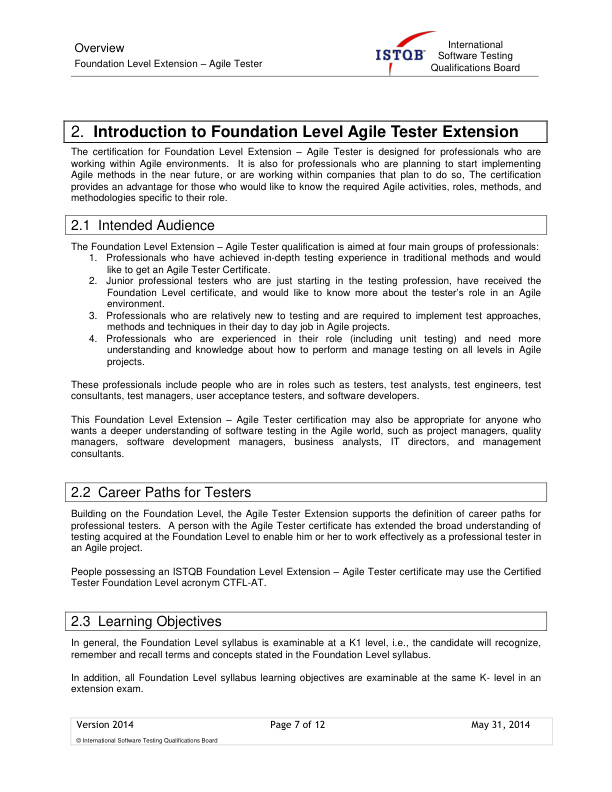 Overview
Foundation Level Extension – Agile Tester
ISTQB®
International
Software Testing
Qualifications Board
2. Introduction to Foundation Level Agile Tester Extension
The certification for Foundation Level Extension – Agile Tester is designed for professionals who are
working within Agile environments. It is also for professionals who are planning to start implementing
Agile methods in the near future, or are working within companies that plan to do so, The certification
provides an advantage for those who would like to know the required Agile activities, roles, methods, and
methodologies specific to their role.
2.1 Intended Audience
The Foundation Level Extension – Agile Tester qualification is aimed at four main groups of professionals:
1. Professionals who have achieved in-depth testing experience in traditional methods and would
like to get an Agile Tester Certificate.
2. Junior professional testers who are just starting in the testing profession, have received the
Foundation Level certificate, and would like to know more about the tester's role in an Agile
environment.
3. Professionals who are relatively new to testing and are required to implement test approaches,
methods and techniques in their day to day job in Agile projects.
4. Professionals who are experienced in their role (including unit testing) and need more
understanding and knowledge about how to perform and manage testing on all levels in Agile
projects.
These professionals include people who are in roles such as testers, test analysts, test engineers, test
consultants, test managers, user acceptance testers, and software developers.
This Foundation Level Extension – Agile Tester certification may also be appropriate for anyone who
wants a deeper understanding of software testing in the Agile world, such as project managers, quality
managers, software development managers, business analysts, IT directors, and management
consultants.
2.2 Career Paths for Testers
Building on the Foundation Level, the Agile Tester Extension supports the definition of career paths for
professional testers. A person with the Agile Tester certificate has extended the broad understanding of
testing acquired at the Foundation Level to enable him or her to work effectively as a professional tester in
an Agile project.
People possessing an ISTQB Foundation Level Extension – Agile Tester certificate may use the Certified
Tester Foundation Level acronym CTFL-AT.
2.3 Learning Objectives
In general, the Foundation Level syllabus is examinable at a K1 level, i.e., the candidate will recognize,
remember and recall terms and concepts stated in the Foundation Level syllabus.
In addition, all Foundation Level syllabus learning objectives are examinable at the same K- level in an
extension exam.
Version 2014 Page 7 of 12 May 31, 2014
© International Software Testing Qualifications Board